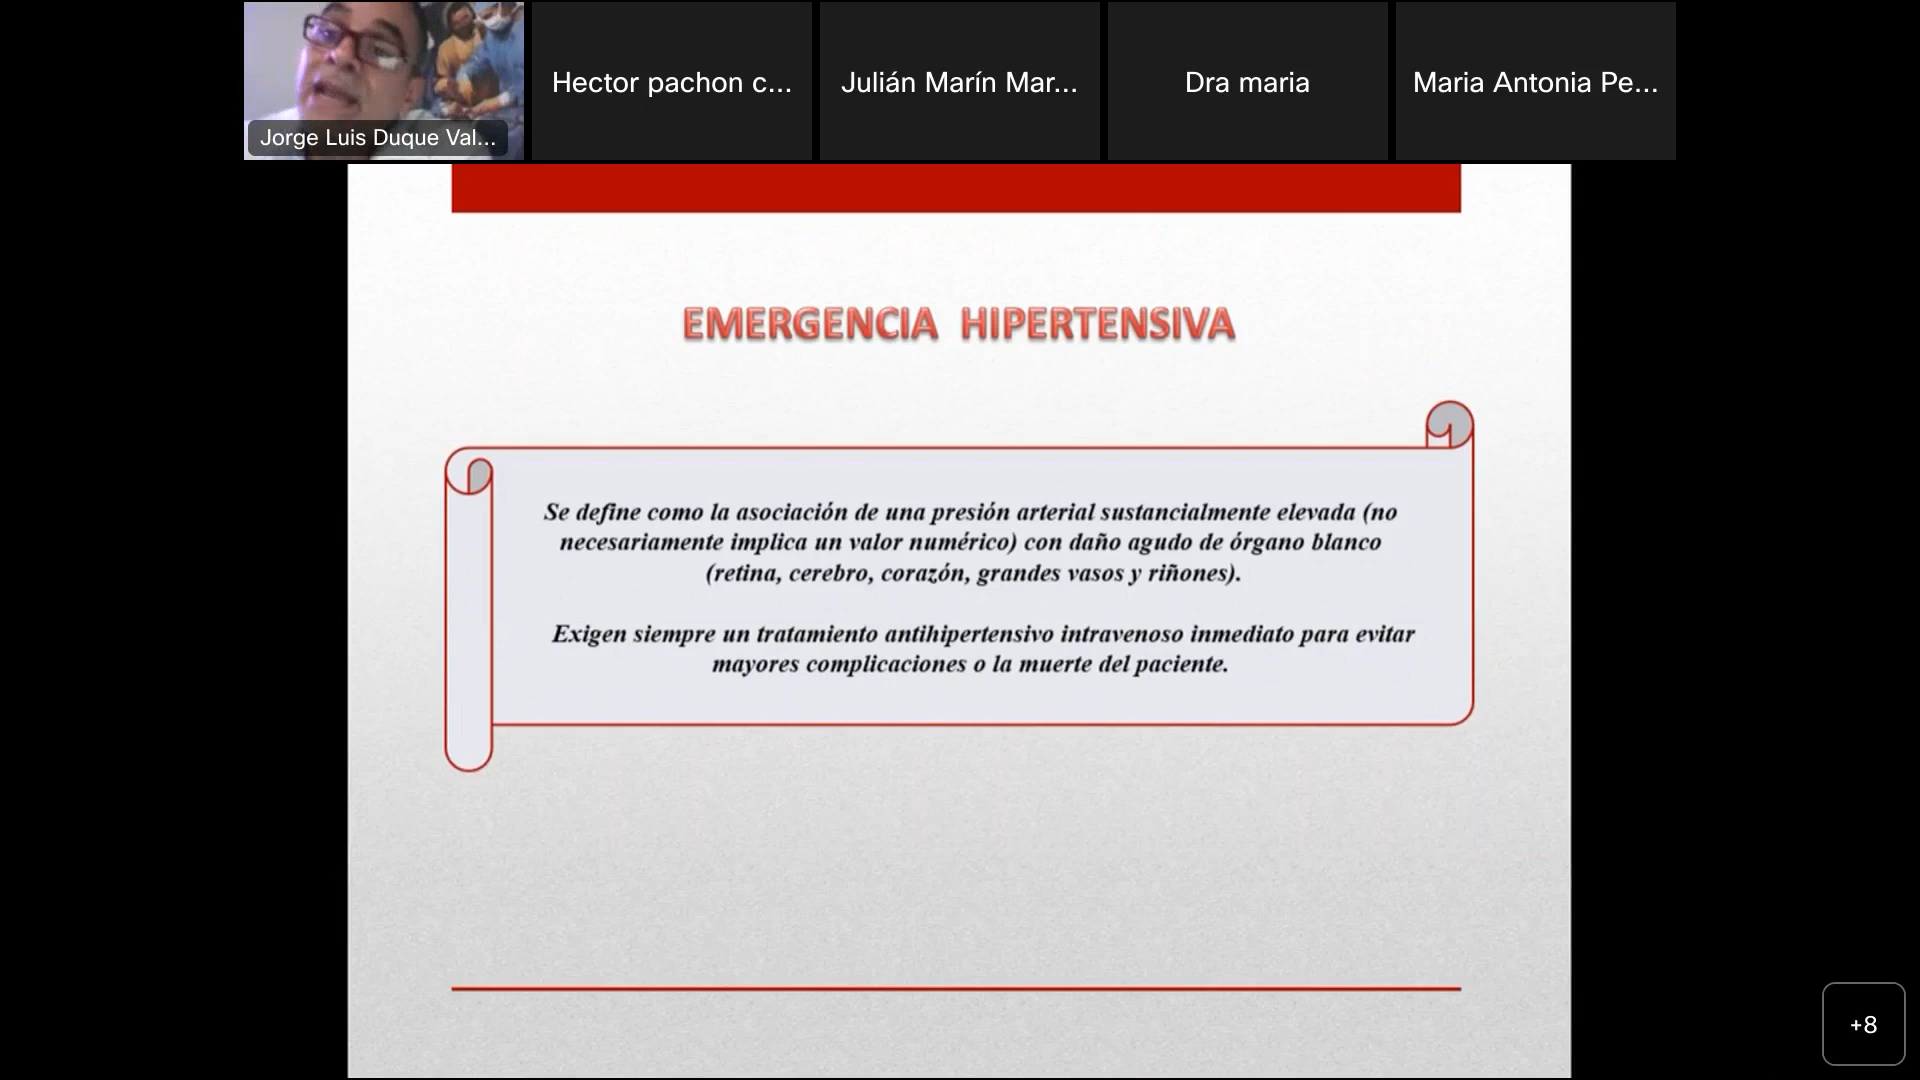 Hector pachon c...
Julián Marín Mar...
Dra maria
Maria Antonia Pe...
Jorge Luis Duque Val...
EMERGENCIA HIPERTENSIVA
Se define como la asociación de una presión arterial sustancialmente elevada (no
necesariamente implica un valor numérico) con daño agudo de órgano blanco
(retina, cerebro, corazón, grandes vasos y riñones).
Exigen siempre un tratamiento antihipertensivo intravenoso inmediato para evitar
mayores complicaciones o la muerte del paciente.
+8